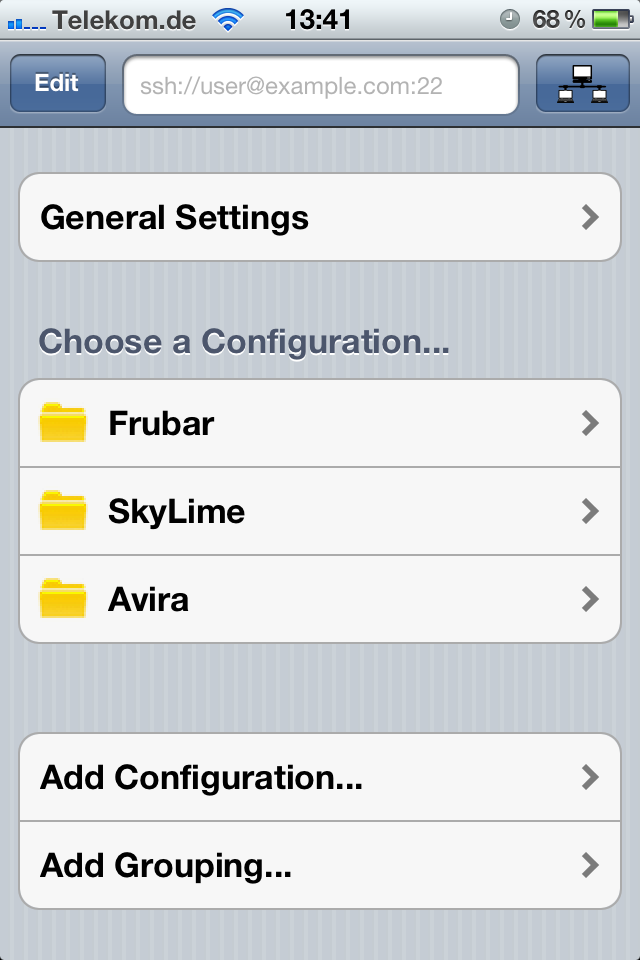 Telekom.de 13:41 68 %
Edit ssh://user@example.com:22
General Settings
Choose a Configuration...
Frubar
SkyLime
Avira
Add Configuration...
Add Grouping...